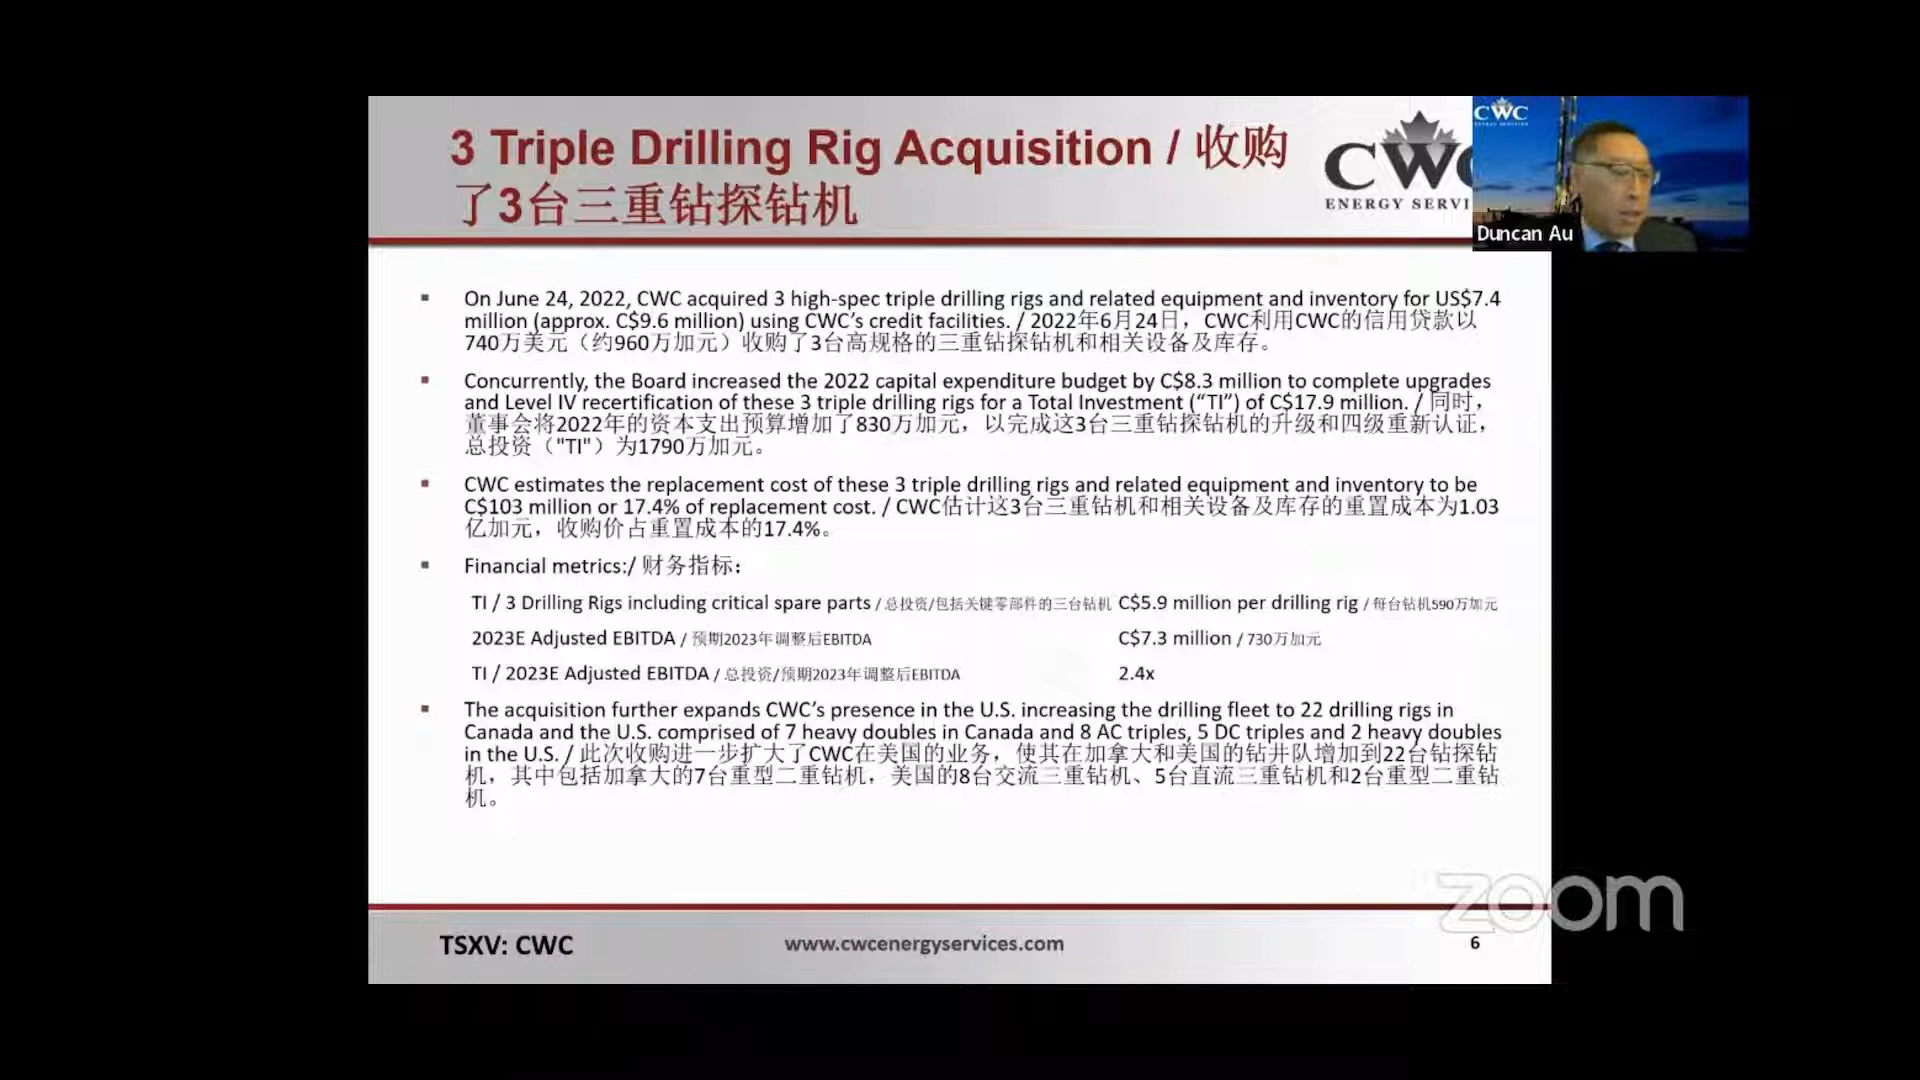 3 Triple Drilling Rig Acquisition / 收购
了3台三重钻探钻机
CWC
ENERGY SERVI
CWC
Duncan Au
▪ On June 24, 2022, CWC acquired 3 high-spec triple drilling rigs and related equipment and inventory for US$7.4
million (approx. C$9.6 million) using CWC’s credit facilities. / 2022年6月24日，CWC利用CWC的信用贷款以
740万美元（约960万加元）收购了3台高规格的三重钻探钻机和相关设备及库存。
▪ Concurrently, the Board increased the 2022 capital expenditure budget by C$8.3 million to complete upgrades
and Level IV recertification of these 3 triple drilling rigs for a Total Investment (“TI”) of C$17.9 million. / 同时，
董事会将2022年的资本支出预算增加了830万加元，以完成这3台三重钻探钻机的升级和四级重新认证，
总投资（"TI"）为1790万加元。
▪ CWC estimates the replacement cost of these 3 triple drilling rigs and related equipment and inventory to be
C$103 million or 17.4% of replacement cost. / CWC估计这3台三重钻机和相关设备及库存的重置成本为1.03
亿加元，收购价占重置成本的17.4%。
▪ Financial metrics:/ 财务指标：
TI / 3 Drilling Rigs including critical spare parts / 总投资/包括关键零部件的三台钻机 C$5.9 million per drilling rig / 每台钻机590万加元
2023E Adjusted EBITDA / 预期2023年调整后EBITDA C$7.3 million / 730万加元
TI / 2023E Adjusted EBITDA / 总投资/预期2023年调整后EBITDA 2.4x
▪ The acquisition further expands CWC’s presence in the U.S. increasing the drilling fleet to 22 drilling rigs in
Canada and the U.S. comprised of 7 heavy doubles in Canada and 8 AC triples, 5 DC triples and 2 heavy doubles
in the U.S. / 此次收购进一步扩大了CWC在美国的业务，使其在加拿大和美国的钻井队增加到22台钻探钻
机，其中包括加拿大的7台重型二重钻机，美国的8台交流三重钻机、5台直流三重钻机和2台重型二重钻
机。
zoom
TSXV: CWC
www.cwcenergyservices.com
6